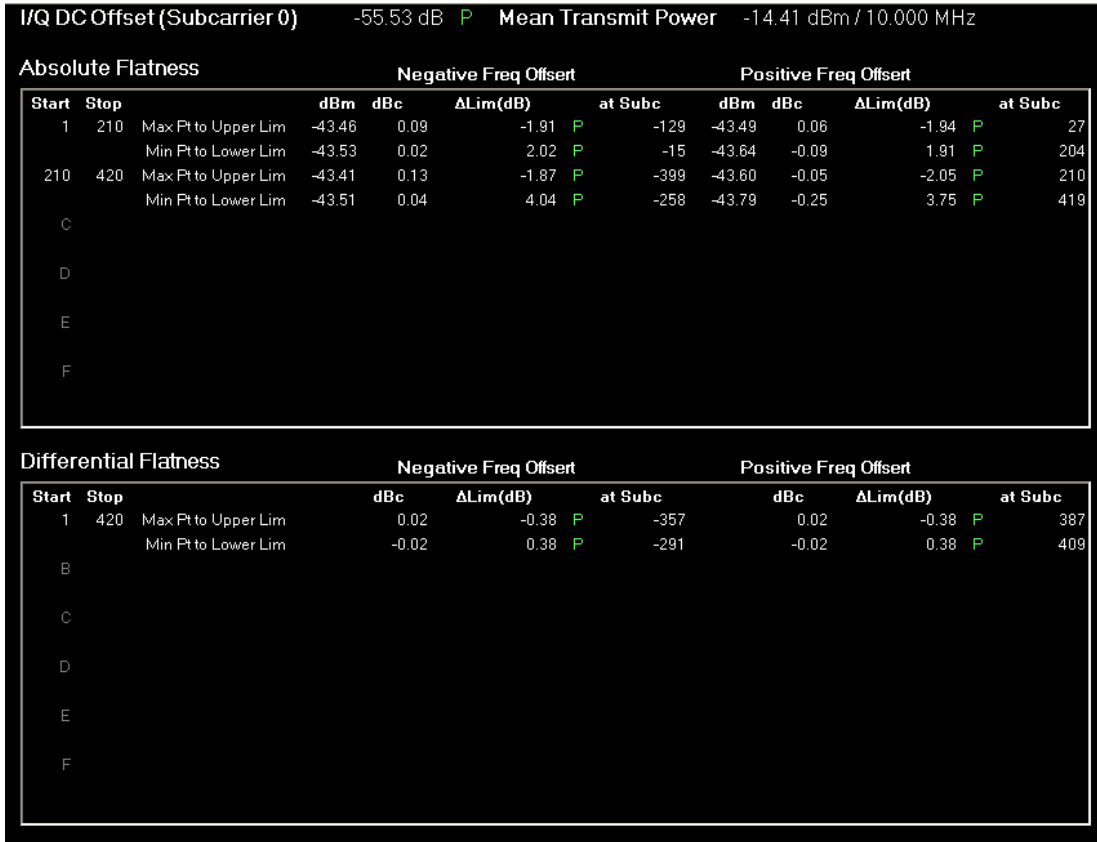 I/Q DC Offset (Subcarrier 0) -55.53 dB P Mean Transmit Power -14.41 dBm / 10.000 MHz
Absolute Flatness Negative Freq Offsert Positive Freq Offsert
Start Stop dBm dBc ΔLim(dB) at Subc dBm dBc ΔLim(dB) at Subc
1 210 Max Pt to Upper Lim -43.46 0.09 -1.91 P -129 -43.49 0.06 -1.94 P 27
Min Pt to Lower Lim -43.53 0.02 2.02 P -15 -43.64 -0.09 1.91 P 204
210 420 Max Pt to Upper Lim -43.41 0.13 -1.87 P -399 -43.60 -0.05 -2.05 P 210
Min Pt to Lower Lim -43.51 0.04 4.04 P -258 -43.79 -0.25 3.75 P 419
C
D
E
F
Differential Flatness Negative Freq Offsert Positive Freq Offsert
Start Stop dBc ΔLim(dB) at Subc dBc ΔLim(dB) at Subc
1 420 Max Pt to Upper Lim 0.02 -0.38 P -357 0.02 -0.38 P 387
Min Pt to Lower Lim -0.02 0.38 P -291 -0.02 0.38 P 409
B
C
D
E
F